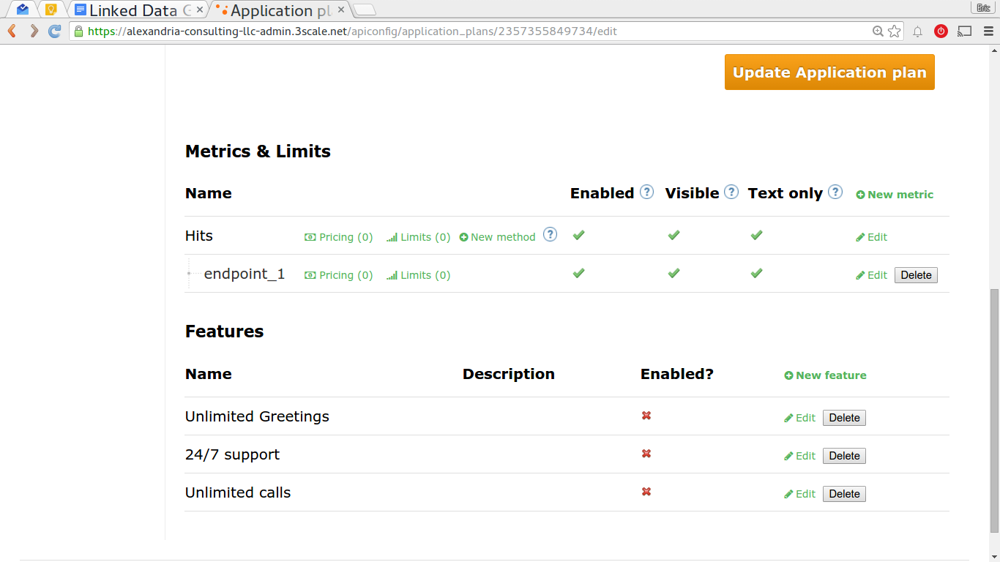 Linked Data G
Application pl
Eric
https://alexandria-consulting-llc-admin.3scale.net/apiconfig/application_plans/2357355849734/edit
Update Application plan
Metrics & Limits
Name Enabled ? Visible ? Text only ? New metric
Hits Pricing (0) Limits (0) New method ? Edit
endpoint_1 Pricing (0) Limits (0) Edit Delete
Features
Name Description Enabled? New feature
Unlimited Greetings Edit Delete
24/7 support Edit Delete
Unlimited calls Edit Delete